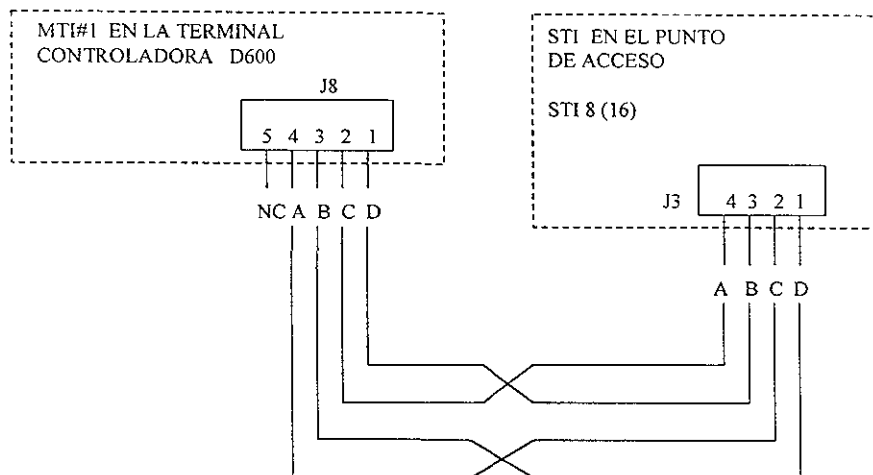 MTI#1 EN LA TERMINAL
CONTROLADORA D600
J8
5 4 3 2 1
NC A B C D
STI EN EL PUNTO
DE ACCESO
STI 8 (16)
J3
4 3 2 1
A B C D